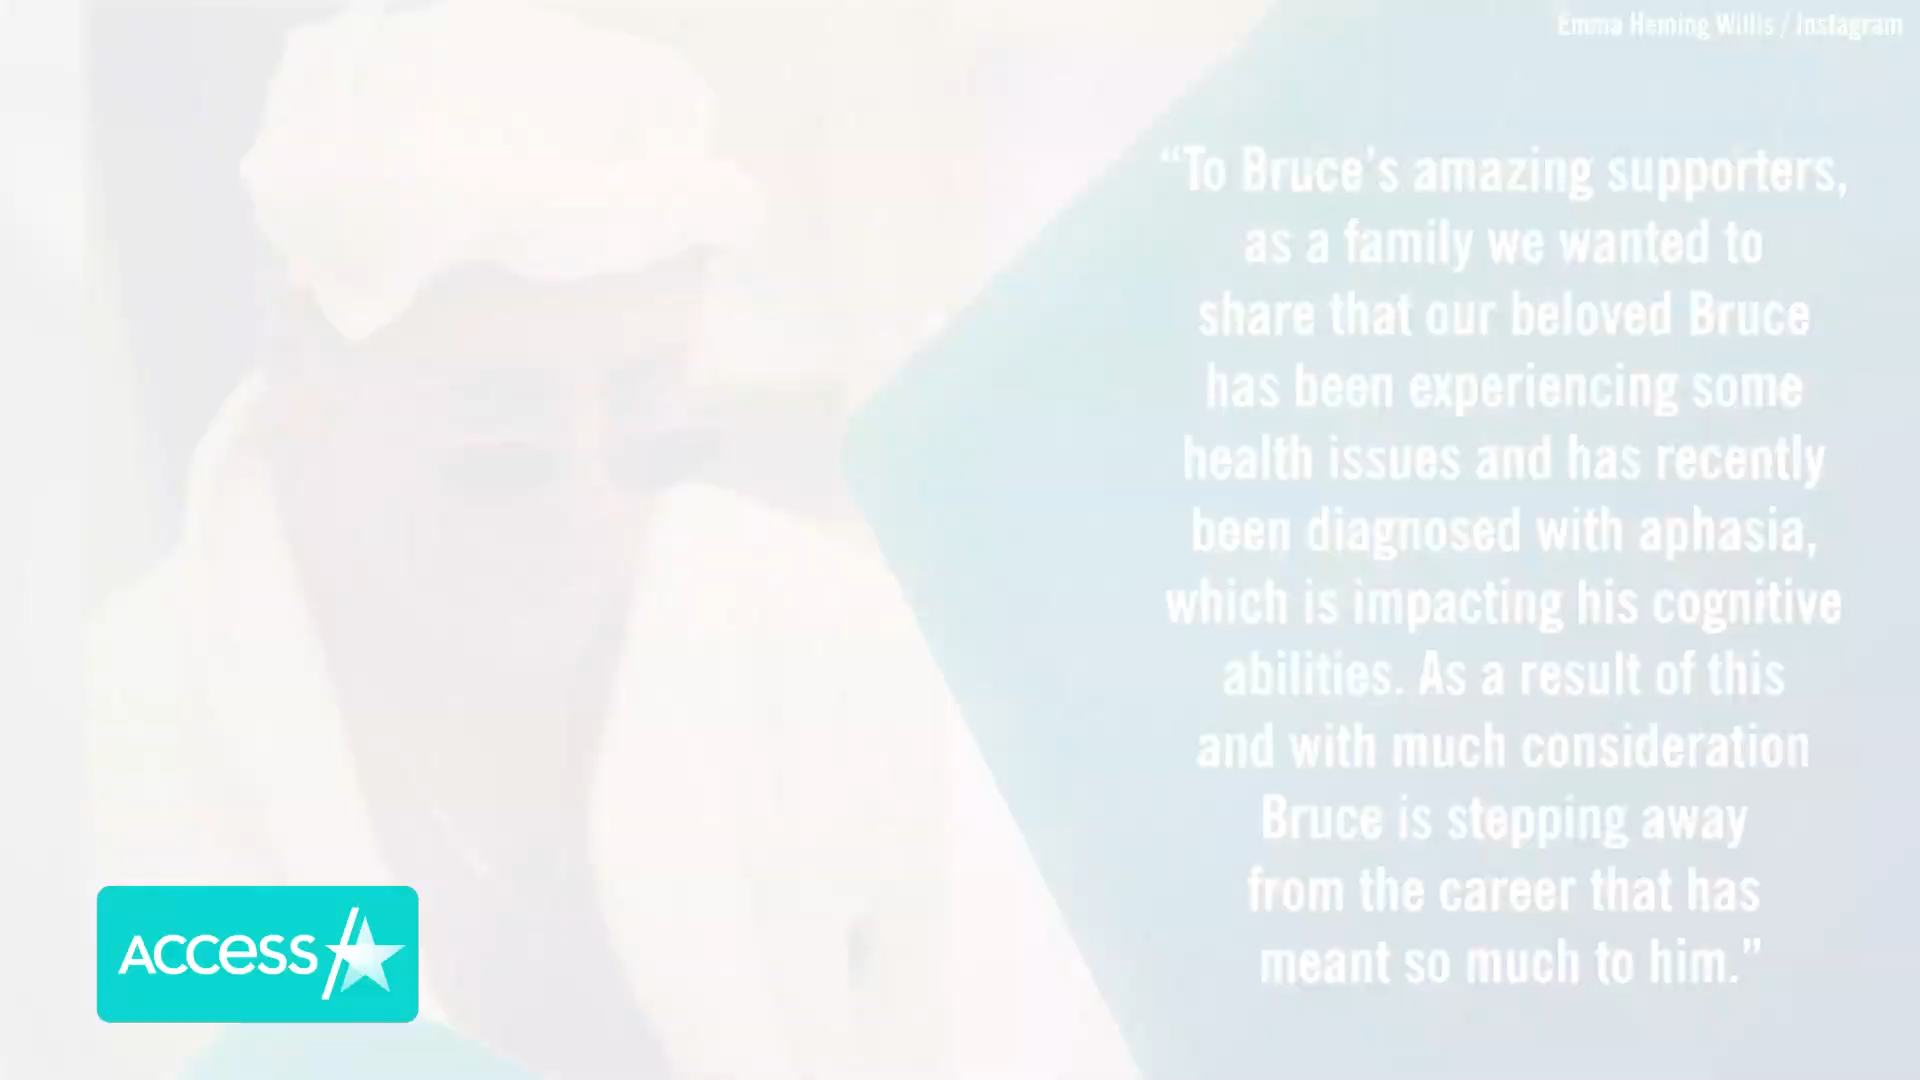 Emma Heming Willis / Instagram
“To Bruce’s amazing supporters,
as a family we wanted to
share that our beloved Bruce
has been experiencing some
health issues and has recently
been diagnosed with aphasia,
which is impacting his cognitive
abilities. As a result of this
and with much consideration
Bruce is stepping away
from the career that has
meant so much to him.”
access